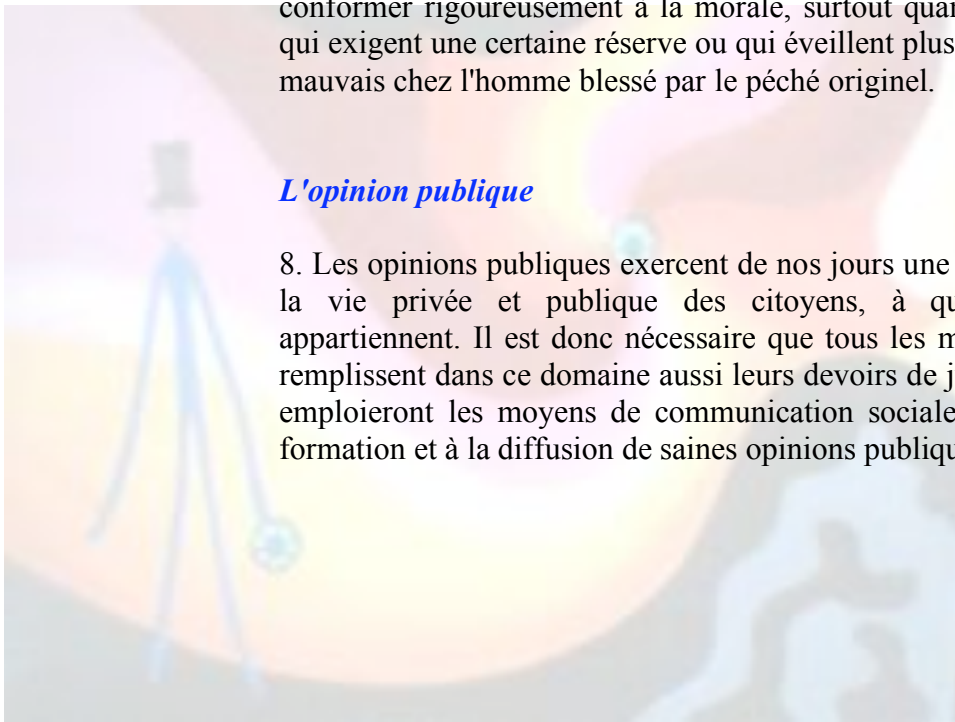 conformer rigoureusement à la morale, surtout quan
qui exigent une certaine réserve ou qui éveillent plus
mauvais chez l'homme blessé par le péché originel.
L'opinion publique
8. Les opinions publiques exercent de nos jours une
la vie privée et publique des citoyens, à qu
appartiennent. Il est donc nécessaire que tous les m
remplissent dans ce domaine aussi leurs devoirs de j
emploieront les moyens de communication sociale
formation et à la diffusion de saines opinions publiqu